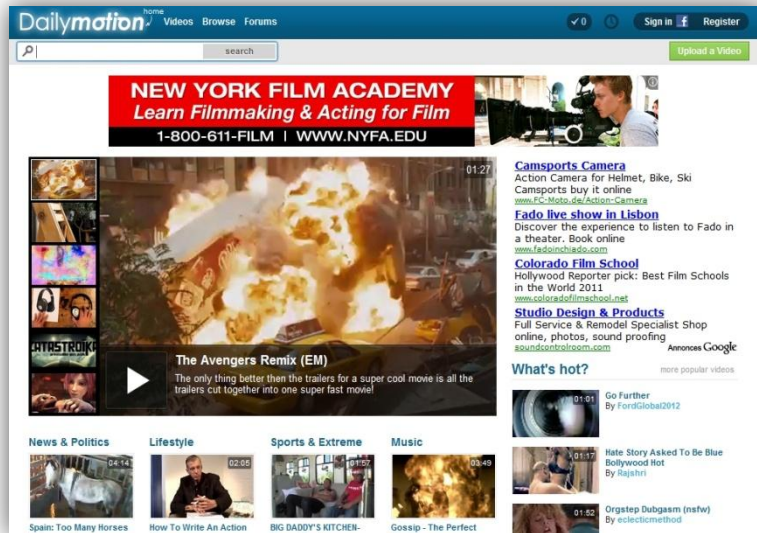 Dailymotion
home
Videos Browse Forums
0
Sign in f Register
search
Upload a Video
NEW YORK FILM ACADEMY
Learn Filmmaking & Acting for Film
1-800-611-FILM | WWW.NYFA.EDU
01:27
CATASTROIKA
The Avengers Remix (EM)
The only thing better then the trailers for a super cool movie is all the
trailers cut together into one super fast movie!
Camsports Camera
Action Camera for Helmet, Bike, Ski
Camsports buy it online
www.FC-Moto.de/Action-Camera
Fado live show in Lisbon
Discover the experience to listen to Fado in
a theater. Book online
www.fadoinchiado.com
Colorado Film School
Hollywood Reporter pick: Best Film Schools
in the World 2011
www.coloradofilmschool.net
Studio Design & Products
Full Service & Remodel Specialist Shop
online, photos, sound proofing
soundcontrolroom.com
Annonces Google
What's hot?
more popular videos
01:01
Go Further
By FordGlobal2012
01:17
Hate Story Asked To Be Blue
Bollywood Hot
By Rajshri
01:52
Orgstep Dubgasm (nsfw)
By eclecticmethod
News & Politics
04:14
Spain: Too Many Horses
Lifestyle
02:05
How To Write An Action
Sports & Extreme
01:57
BIG DADDY'S KITCHEN-
Music
03:49
Gossip - The Perfect